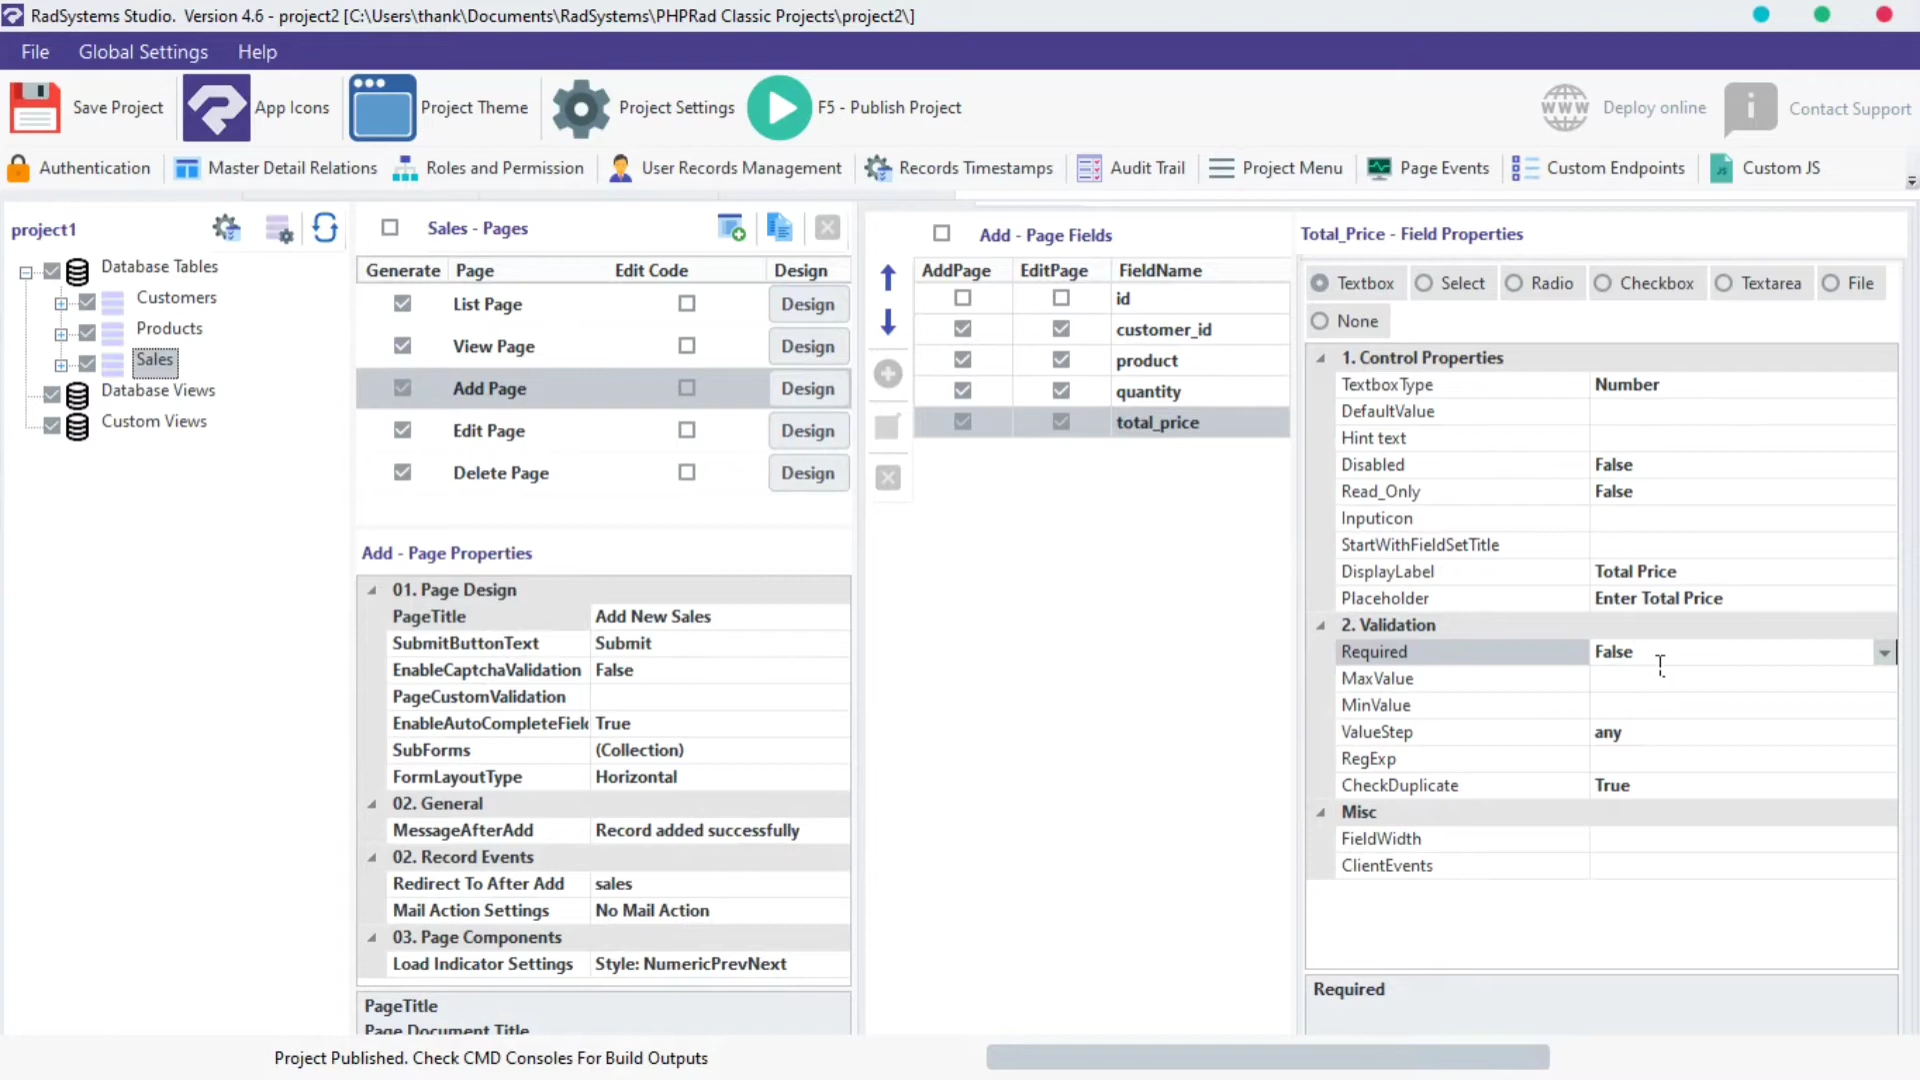 RadSystems Studio. Version 4.6 - project2 [C:\Users\thank\Documents\RadSystems\PHPRad Classic Projects\project2\]
File Global Settings Help
Save Project App Icons Project Theme Project Settings F5 - Publish Project Deploy online Contact Support
Authentication Master Detail Relations Roles and Permission User Records Management Records Timestamps Audit Trail Project Menu Page Events Custom Endpoints Custom JS
project1
Database Tables
Customers
Products
Sales
Database Views
Custom Views
Sales - Pages
Generate Page Edit Code Design
List Page Design
View Page Design
Add Page Design
Edit Page Design
Delete Page Design
Add - Page Properties
01. Page Design
PageTitle Add New Sales
SubmitButtonText Submit
EnableCaptchaValidation False
PageCustomValidation
EnableAutoCompleteField True
SubForms (Collection)
FormLayoutType Horizontal
02. General
MessageAfterAdd Record added successfully
02. Record Events
Redirect To After Add sales
Mail Action Settings No Mail Action
03. Page Components
Load Indicator Settings Style: NumericPrevNext
PageTitle
Page Document Title
Add - Page Fields
AddPage EditPage FieldName
id
customer_id
product
quantity
total_price
Total_Price - Field Properties
Textbox Select Radio Checkbox Textarea File
None
1. Control Properties
TextboxType Number
DefaultValue
Hint text
Disabled False
Read_Only False
Inputicon
StartWithFieldSetTitle
DisplayLabel Total Price
Placeholder Enter Total Price
2. Validation
Required False
MaxValue
MinValue
ValueStep any
RegExp
CheckDuplicate True
Misc
FieldWidth
ClientEvents
Required
Project Published. Check CMD Consoles For Build Outputs